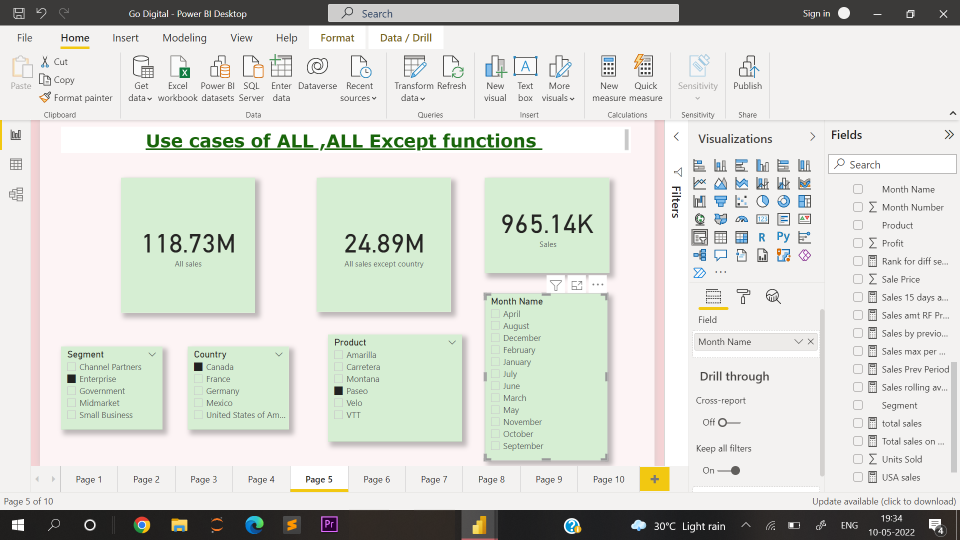 Go Digital - Power BI Desktop
Search
Sign in
File Home Insert Modeling View Help Format Data / Drill
Paste
Cut
Copy
Format painter
Get data
Excel workbook
Power BI datasets
SQL Server
Enter data
Dataverse
Recent sources
Transform data
Refresh
New visual
Text box
More visuals
New measure
Quick measure
Sensitivity
Publish
Clipboard Data Queries Insert Calculations Sensitivity Share
Use cases of ALL ,ALL Except functions
118.73M
All sales
24.89M
All sales except country
965.14K
Sales
Segment
Channel Partners
Enterprise
Government
Midmarket
Small Business
Country
Canada
France
Germany
Mexico
United States of Am...
Product
Amarilla
Carretera
Montana
Paseo
Velo
VTT
Month Name
April
August
December
February
January
July
June
March
May
November
October
September
Filters
Visualizations
R Py
123
...
Field
Month Name
Drill through
Cross-report
Off
Keep all filters
On
Fields
Search
Month Name
Month Number
Product
Profit
Rank for diff se...
Sale Price
Sales 15 days a...
Sales amt RF Pr...
Sales by previo...
Sales max per ...
Sales Prev Period
Sales rolling av...
Segment
total sales
Total sales on ...
Units Sold
USA sales
Page 1 Page 2 Page 3 Page 4 Page 5 Page 6 Page 7 Page 8 Page 9 Page 10 +
Page 5 of 10
Update available (click to download)
Pr
30°C Light rain
ENG
19:34
10-05-2022
4